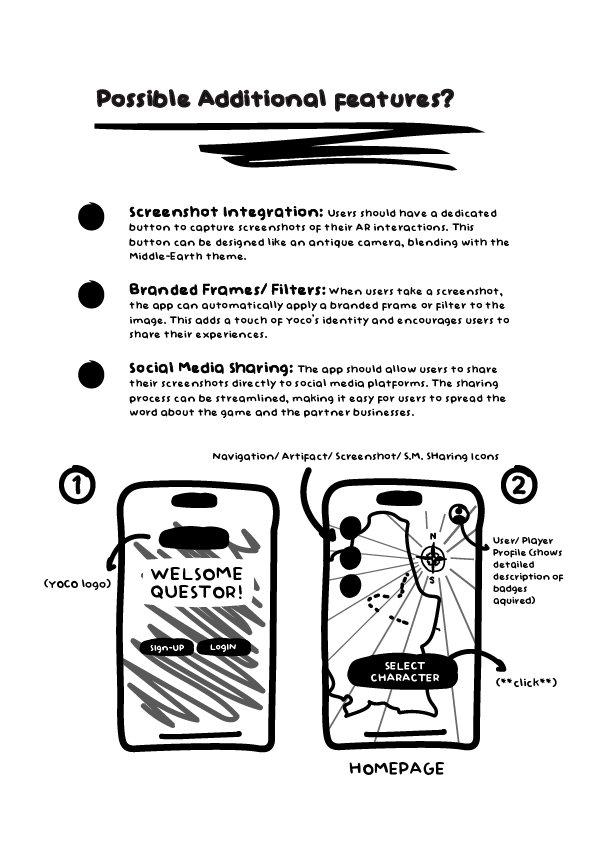 Possible Additional Features?
Screenshot Integration: Users should have a dedicated
button to capture screenshots of their AR interactions. This
button can be designed like an antique camera, blending with the
Middle-Earth theme.
Branded Frames/ Filters: When users take a screenshot,
the app can automatically apply a branded frame or filter to the
image. This adds a touch of Yoco's identity and encourages users to
share their experiences.
Social Media Sharing: The app should allow users to share
their screenshots directly to social media platforms. The sharing
process can be streamlined, making it easy for users to spread the
word about the game and the partner businesses.
Navigation/ Artifact/ Screenshot/ S.M. SHaring Icons
1
2
(YOCO logo)
WELSOME
QUESTOR!
Sign-UP
LogIN
N
S
User/ Player
Profile (shows
detailed
description of
badges
aquired)
SELECT
CHARACTER
(**click**)
HOMEPAGE